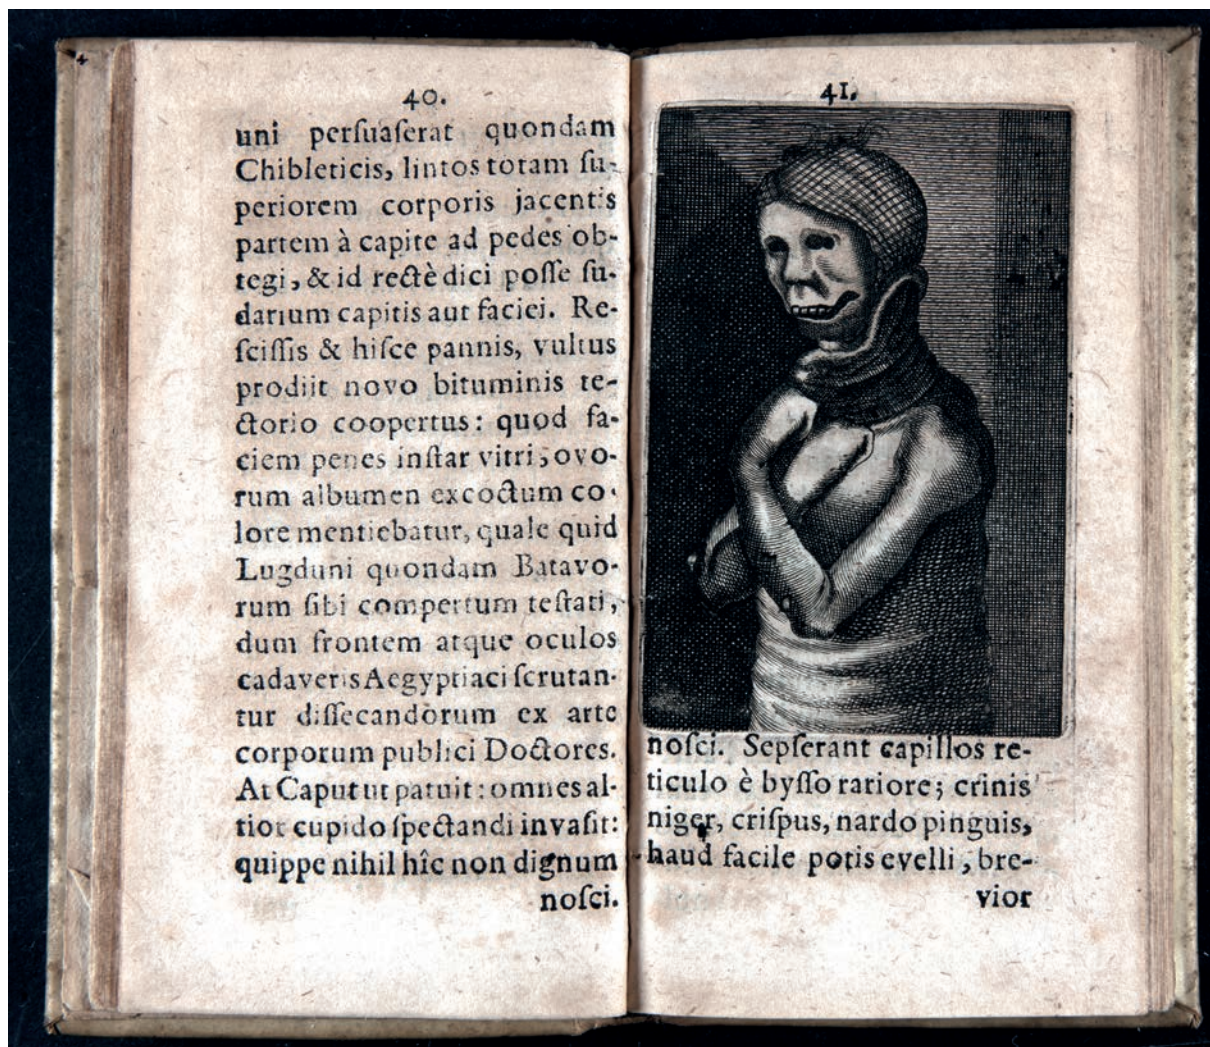 40.
uni perſuaſerat quondam
Chibleticis, lintos totam ſu-
periorem corporis jacentis
partem à capite ad pedes ob-
tegi, & id rectè dici poſſe ſu-
darium capitis aut faciei. Re-
ſciſſis & hiſce pannis, vultus
prodiit novo bituminis te-
ctorio coopertus: quod fa-
ciem penes inſtar vitri, ovo-
rum albumen excoctum co-
lore mentiebatur, quale quid
Lugduni quondam Batavo-
rum ſibi compertum teſtati,
dum frontem atque oculos
cadaveris Aegyptiaci ſcrutan-
tur diſſecandòrum ex arte
corporum publici Doctores.
At Caput ut patuit: omnes al-
tior cupido ſpectandi invaſit:
quippe nihil hîc non dignum
noſci.
41.
noſci. Sepſerant capillos re-
ticulo è byſſo rariore; crinis
niger, criſpus, nardo pinguis,
haud facile potis evelli, bre-
vior